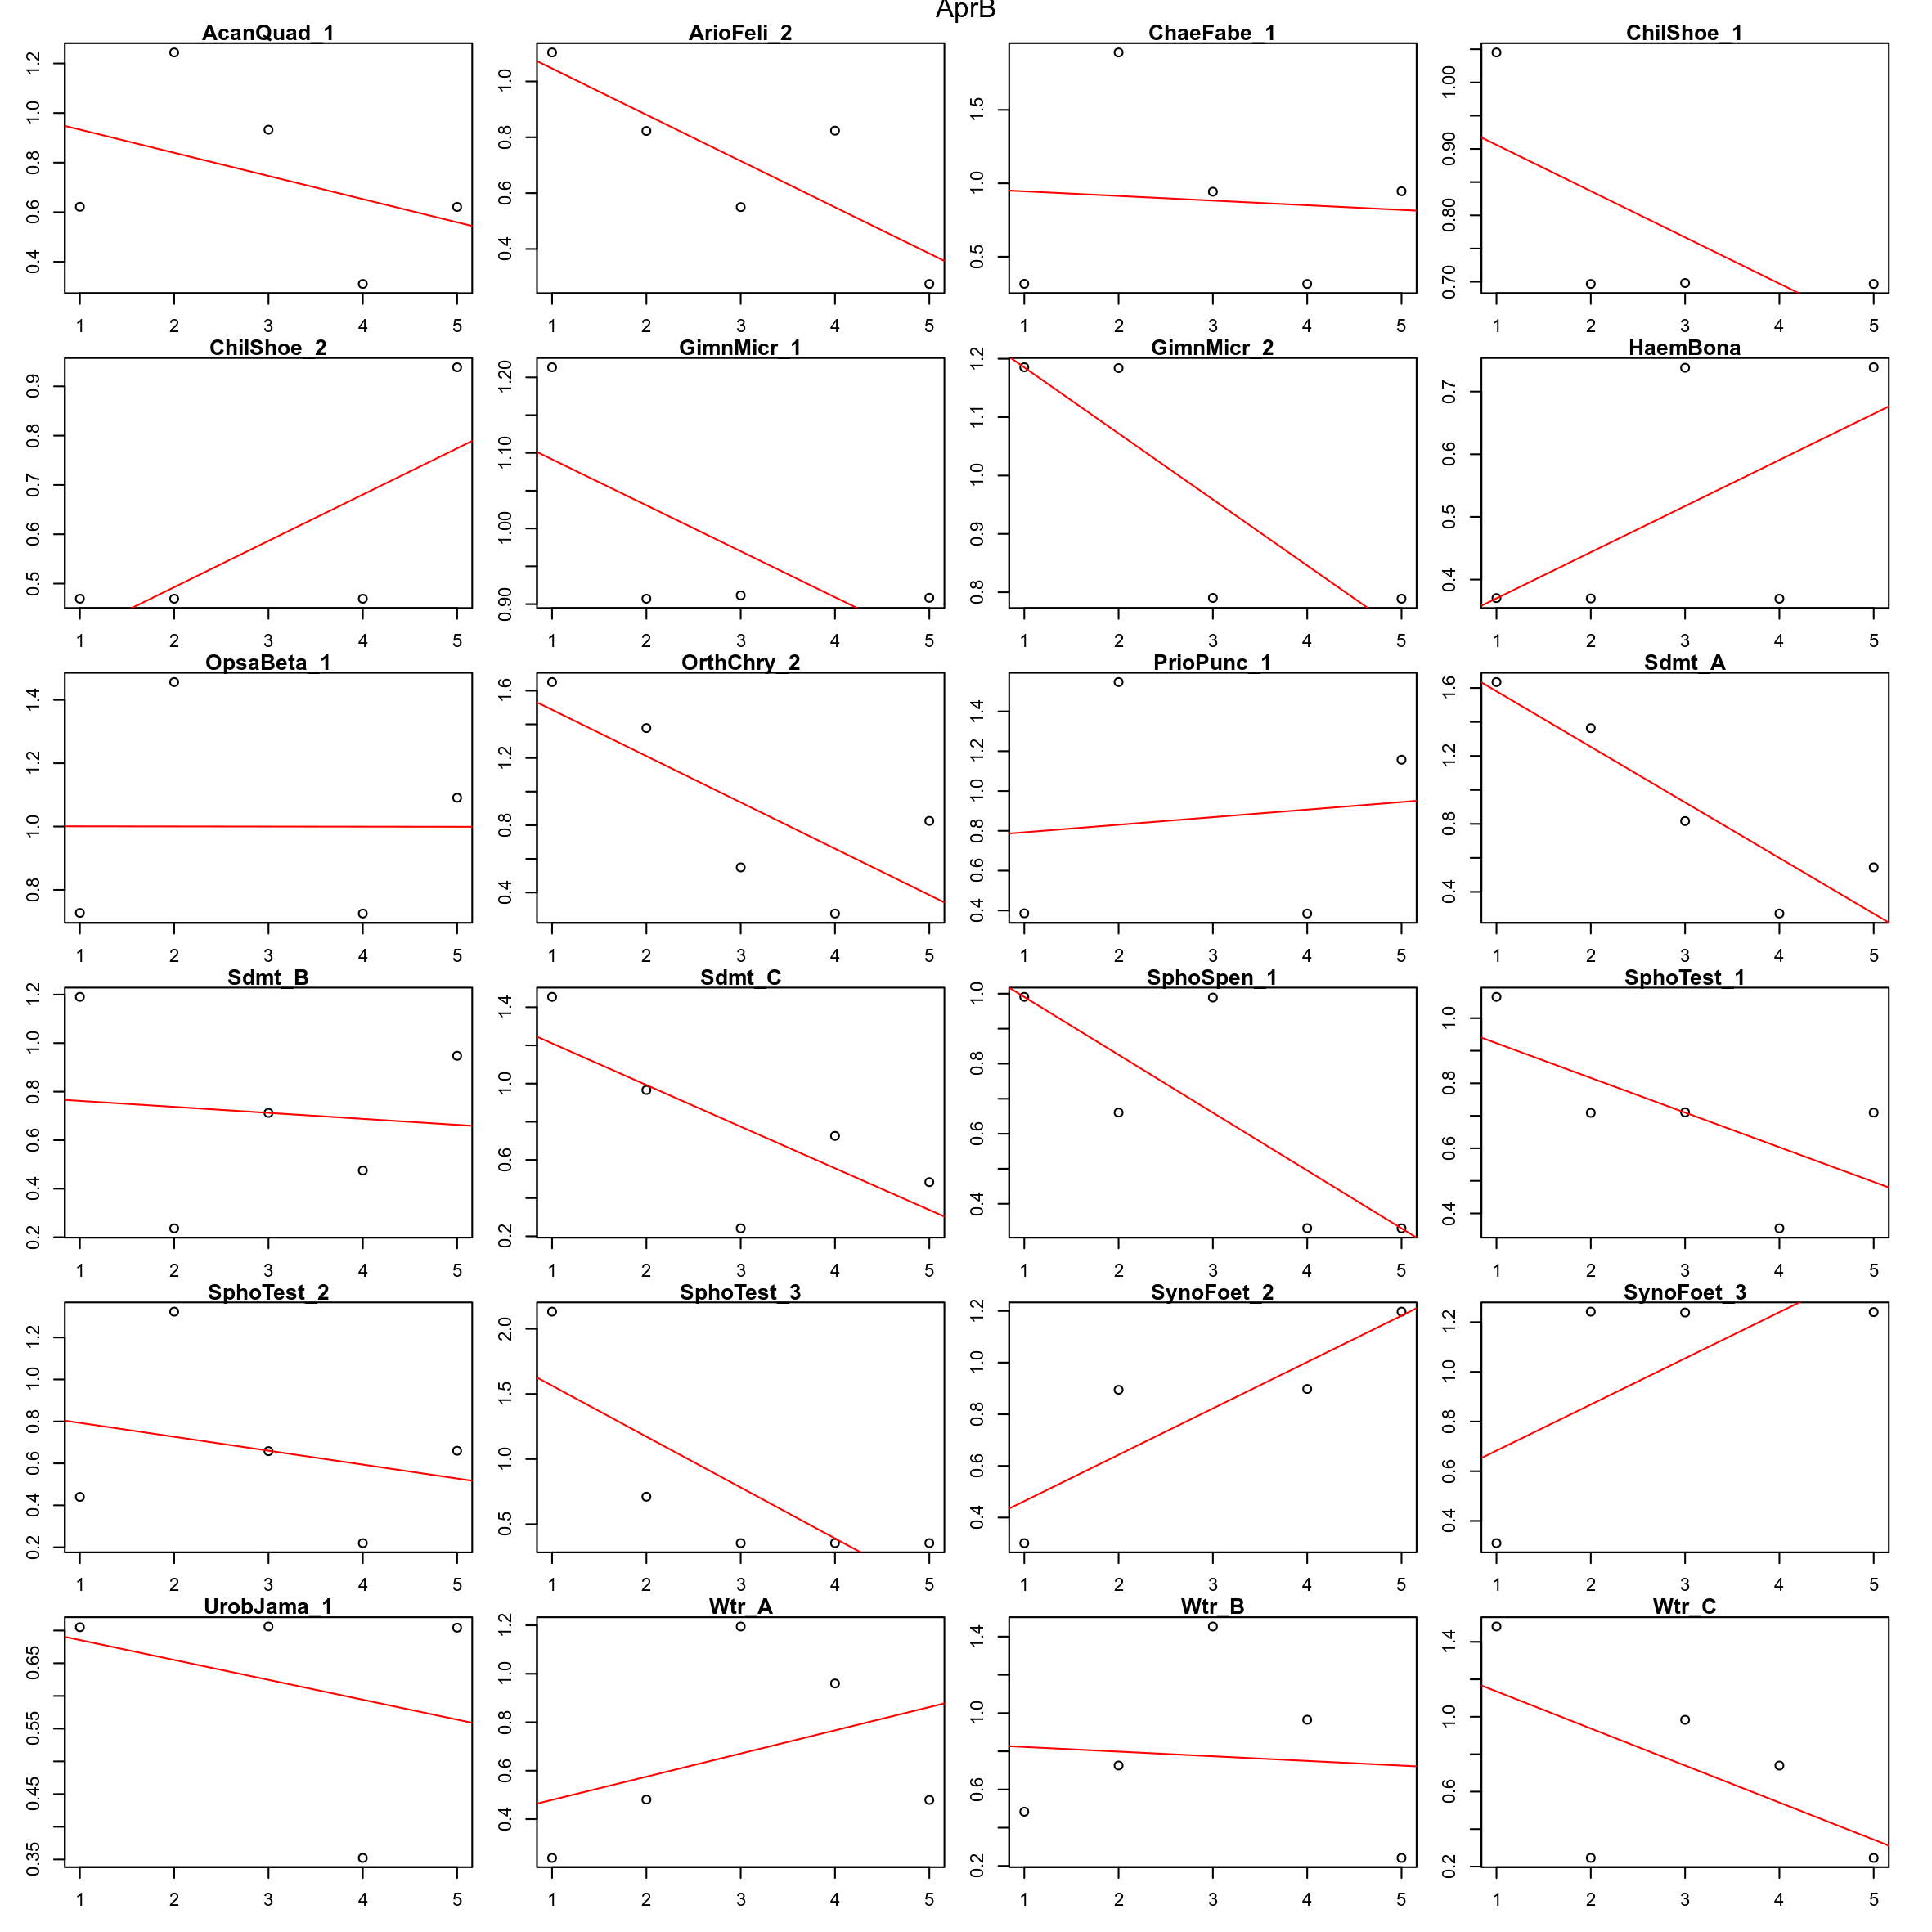 AprB
AcanQuad_1 ArioFeli_2 ChaeFabe_1 ChilShoe_1
0.4 0.6 0.8 1.0 1.2 0.4 0.6 0.8 1.0 0.5 1.0 1.5 0.70 0.80 0.90 1.00
1 2 3 4 5 1 2 3 4 5 1 2 3 4 5 1 2 3 4 5
ChilShoe_2 GimnMicr_1 GimnMicr_2 HaemBona
0.5 0.6 0.7 0.8 0.9 0.90 1.00 1.10 1.20 0.8 0.9 1.0 1.1 1.2 0.4 0.5 0.6 0.7
1 2 3 4 5 1 2 3 4 5 1 2 3 4 5 1 2 3 4 5
OpsaBeta_1 OrthChry_2 PrioPunc_1 Sdmt_A
0.8 1.0 1.2 1.4 0.4 0.8 1.2 1.6 0.4 0.6 0.8 1.0 1.2 1.4 0.4 0.8 1.2 1.6
1 2 3 4 5 1 2 3 4 5 1 2 3 4 5 1 2 3 4 5
Sdmt_B Sdmt_C SphoSpen_1 SphoTest_1
0.2 0.4 0.6 0.8 1.0 1.2 0.2 0.6 1.0 1.4 0.4 0.6 0.8 1.0 0.4 0.6 0.8 1.0
1 2 3 4 5 1 2 3 4 5 1 2 3 4 5 1 2 3 4 5
SphoTest_2 SphoTest_3 SynoFoet_2 SynoFoet_3
0.2 0.4 0.6 0.8 1.0 1.2 0.5 1.0 1.5 2.0 0.4 0.6 0.8 1.0 1.2 0.4 0.6 0.8 1.0 1.2
1 2 3 4 5 1 2 3 4 5 1 2 3 4 5 1 2 3 4 5
UrobJama_1 Wtr_A Wtr_B Wtr_C
0.35 0.45 0.55 0.65 0.4 0.6 0.8 1.0 1.2 0.2 0.6 1.0 1.4 0.2 0.6 1.0 1.4
1 2 3 4 5 1 2 3 4 5 1 2 3 4 5 1 2 3 4 5